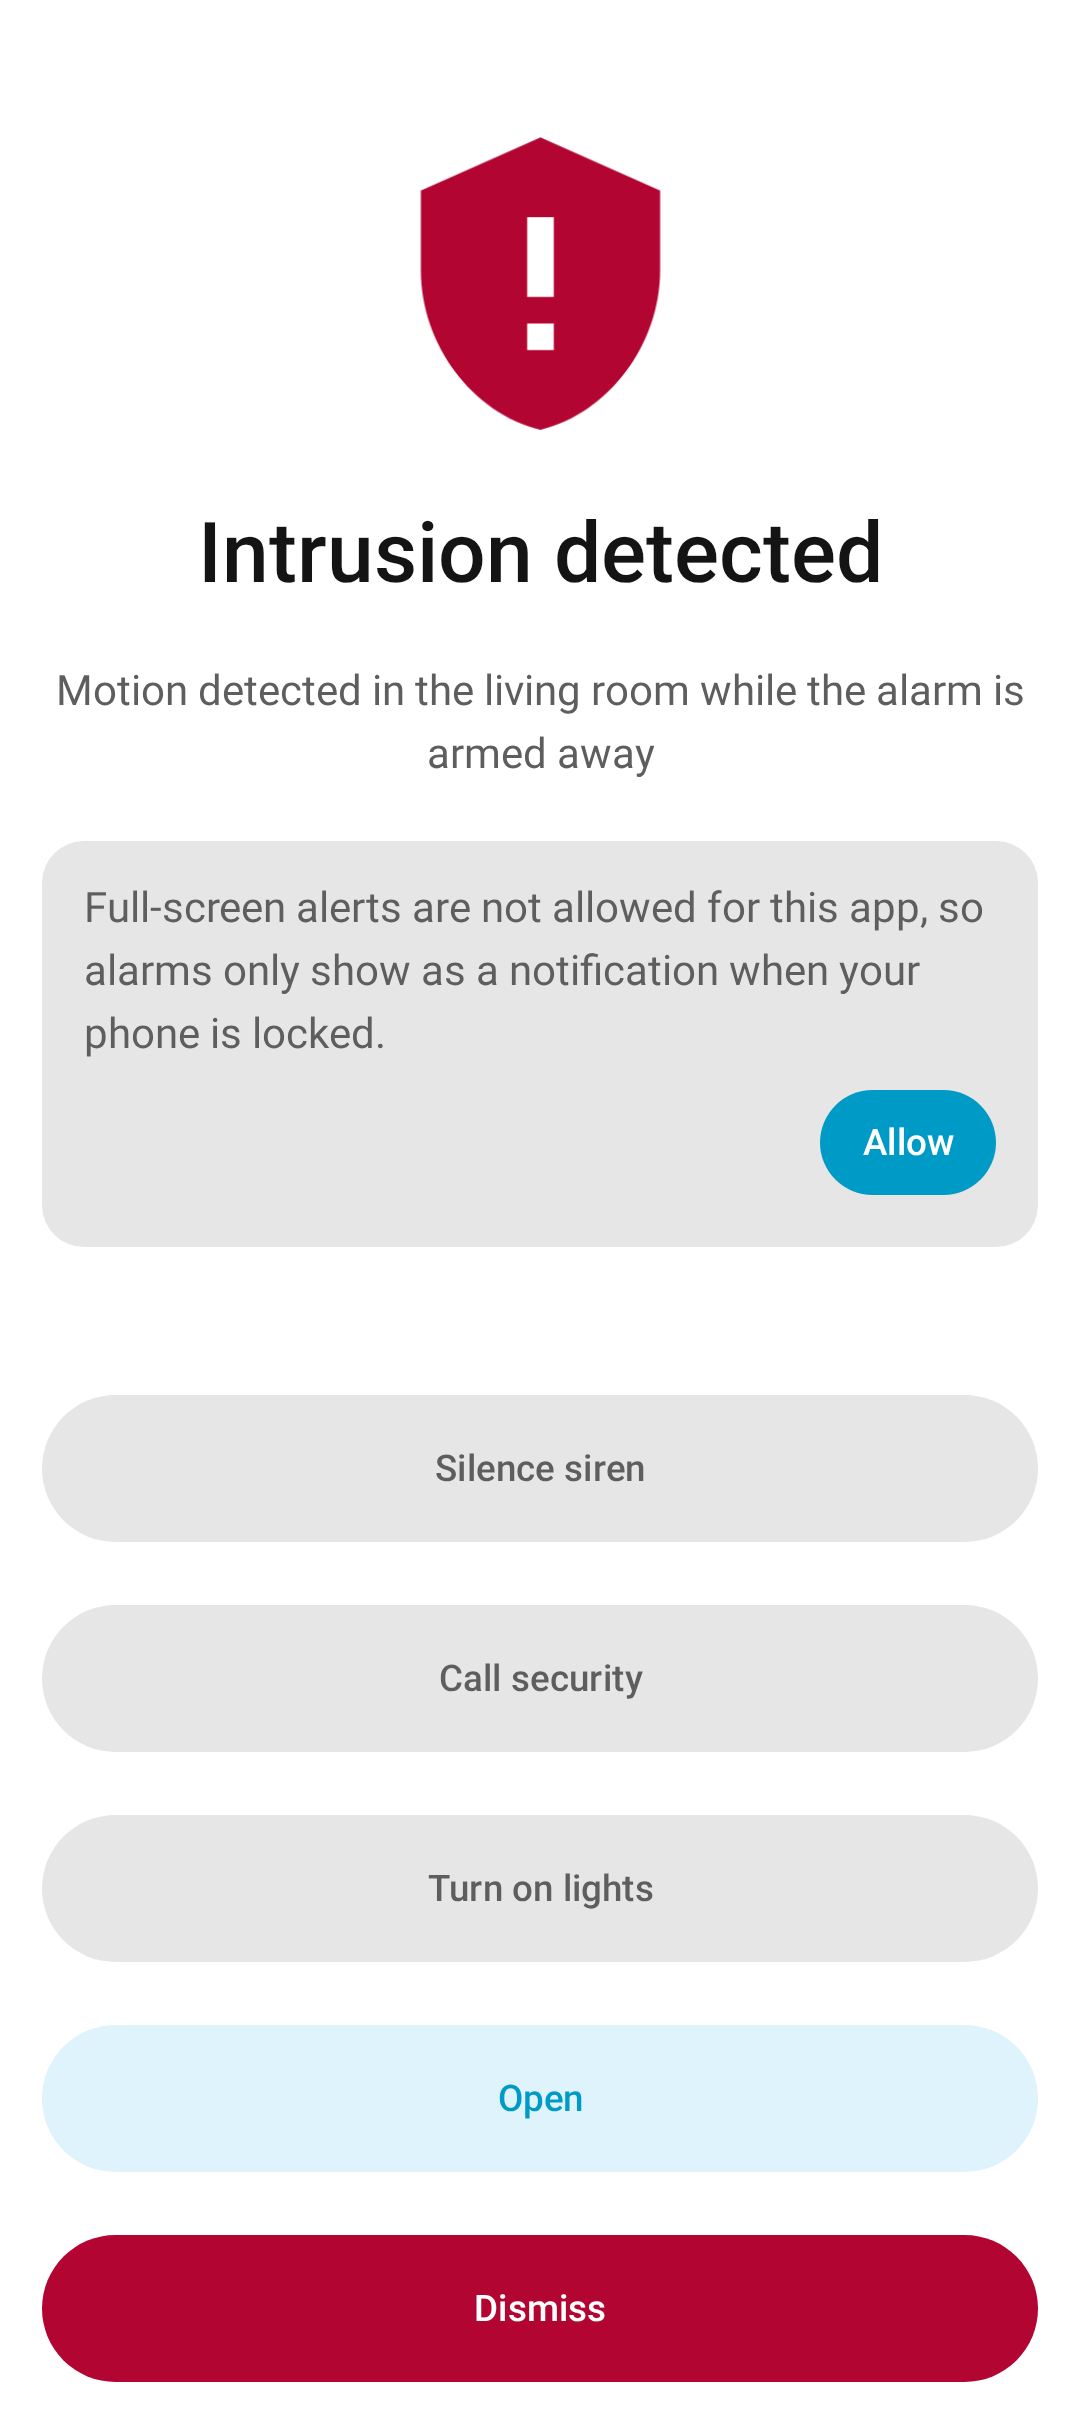 Intrusion detected
Motion detected in the living room while the alarm is
armed away
Full-screen alerts are not allowed for this app, so
alarms only show as a notification when your
phone is locked.
Allow
Silence siren
Call security
Turn on lights
Open
Dismiss